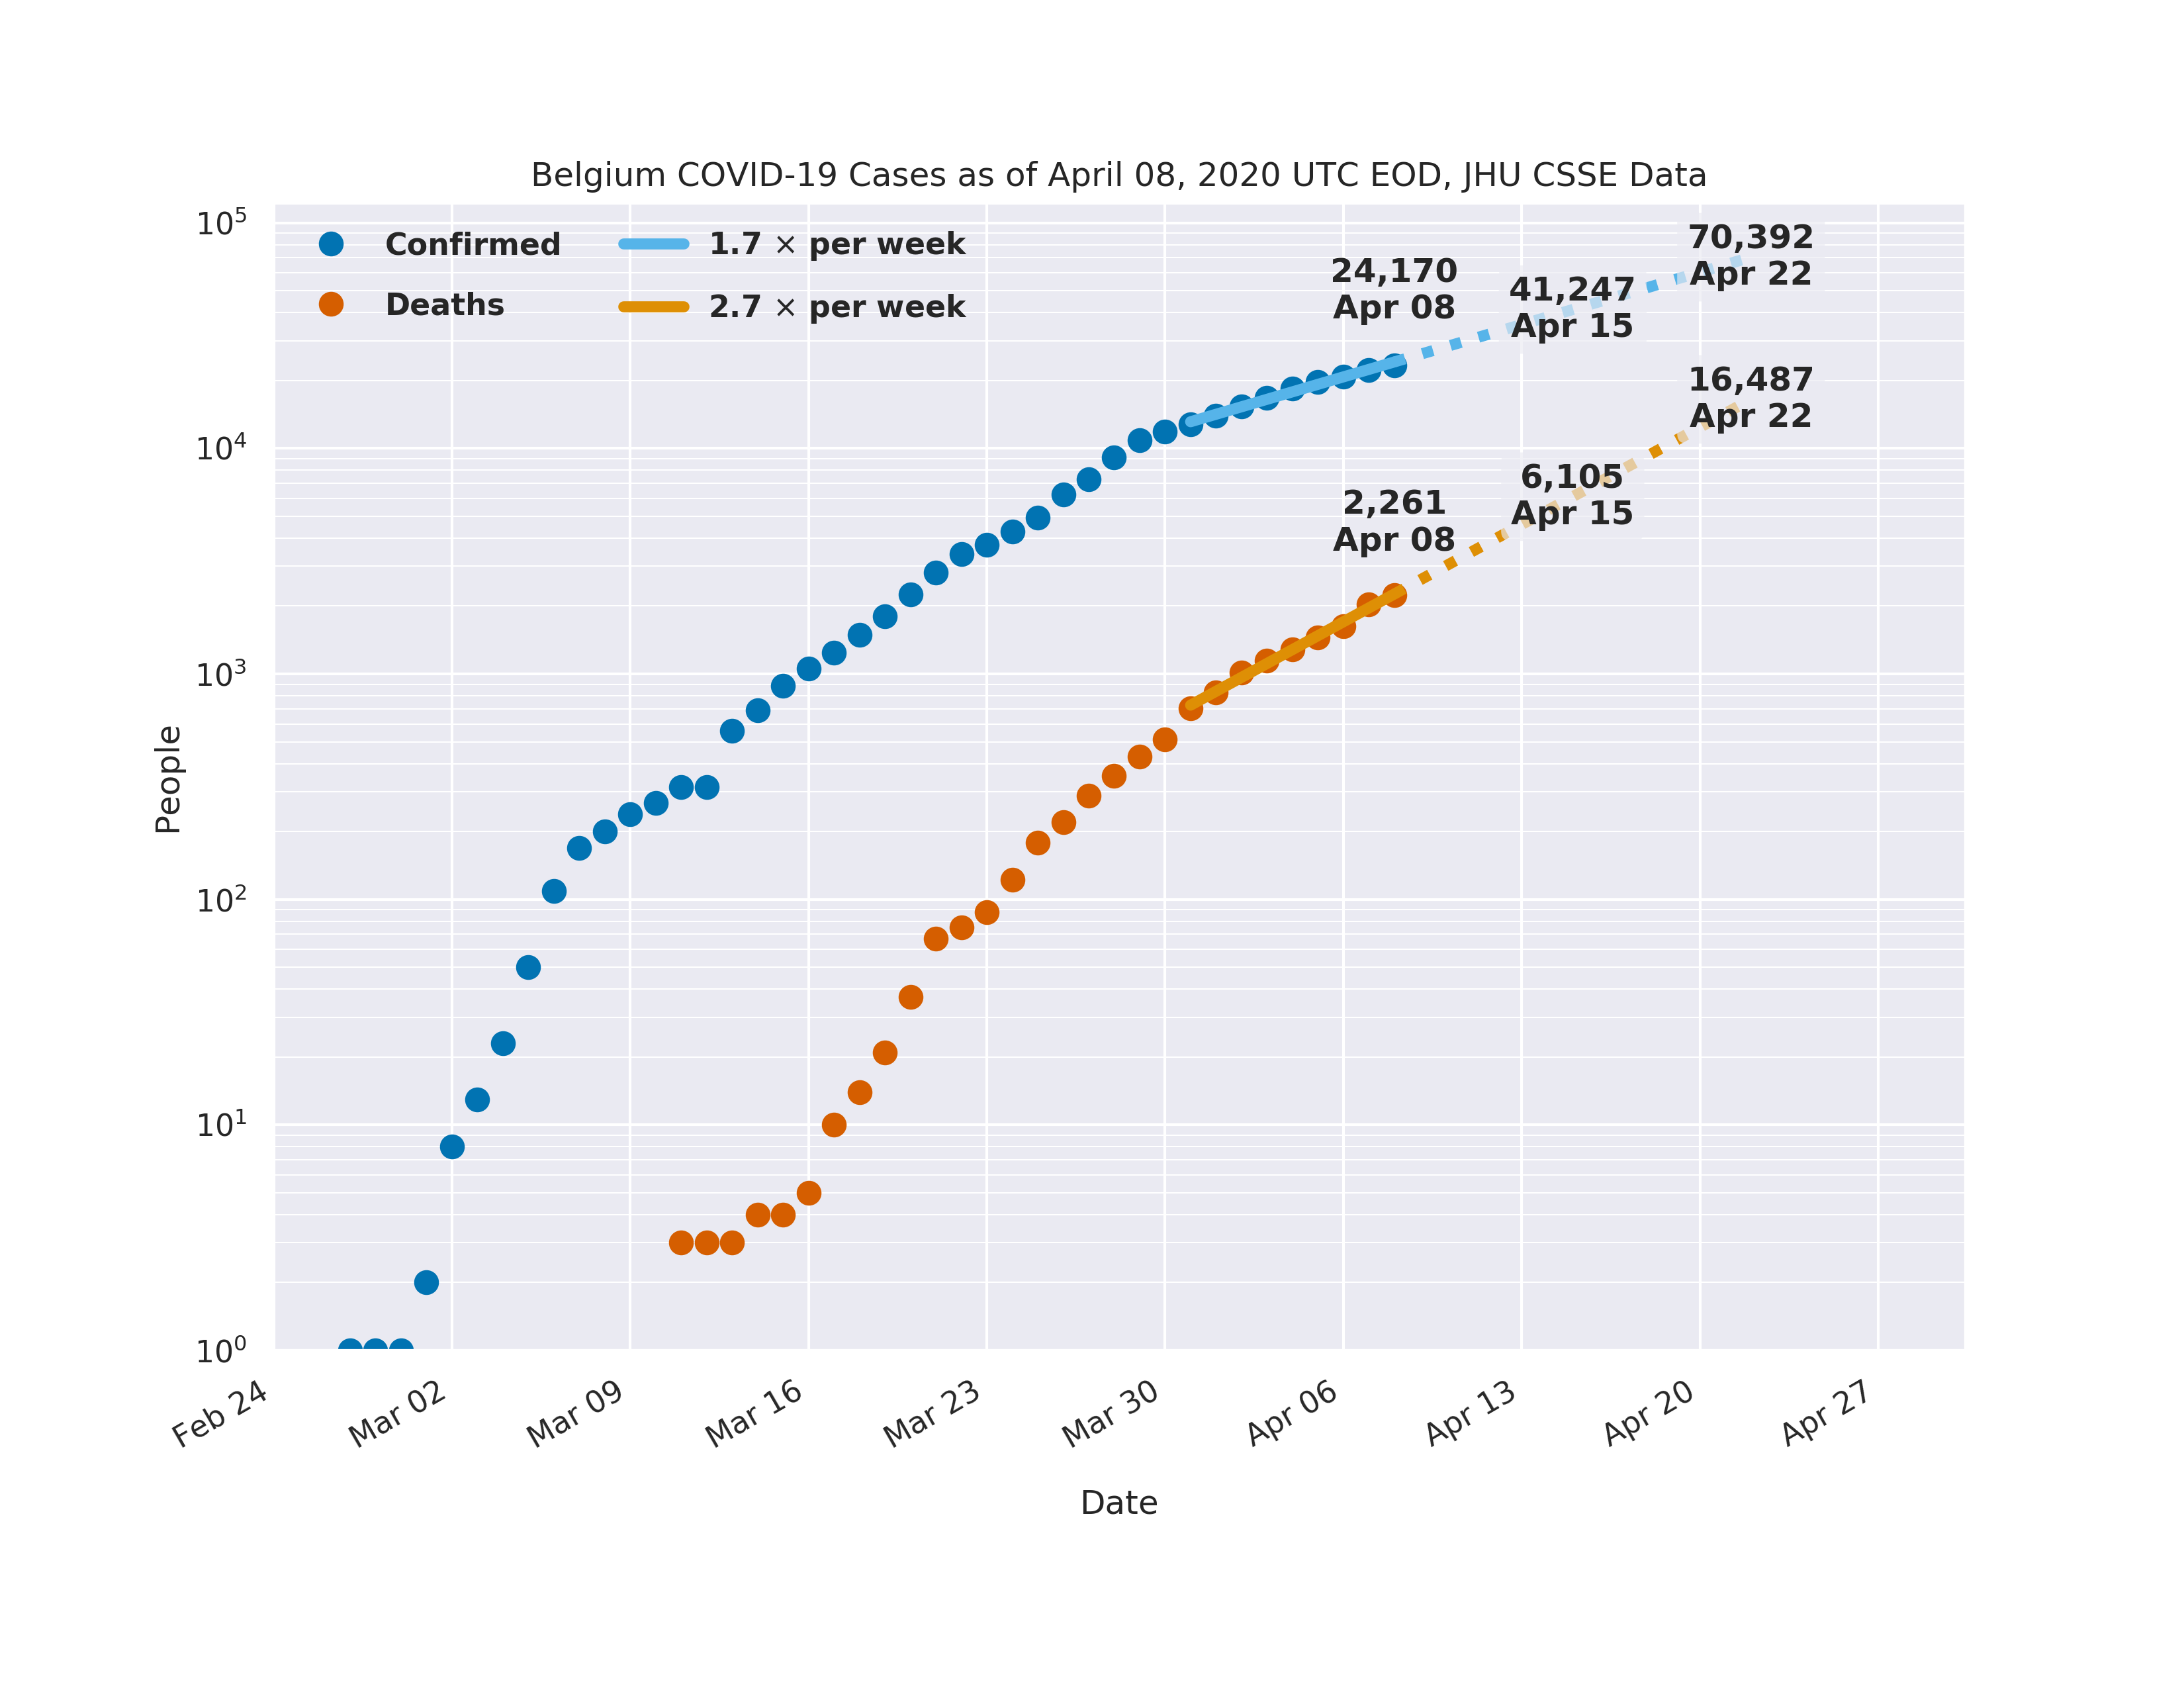 Belgium COVID-19 Cases as of April 08, 2020 UTC EOD, JHU CSSE Data
Confirmed
Deaths
1.7 × per week
2.7 × per week
24,170
Apr 08
41,247
Apr 15
70,392
Apr 22
2,261
Apr 08
6,105
Apr 15
16,487
Apr 22
People
10⁵
10⁴
10³
10²
10¹
10⁰
Feb 24
Mar 02
Mar 09
Mar 16
Mar 23
Mar 30
Apr 06
Apr 13
Apr 20
Apr 27
Date